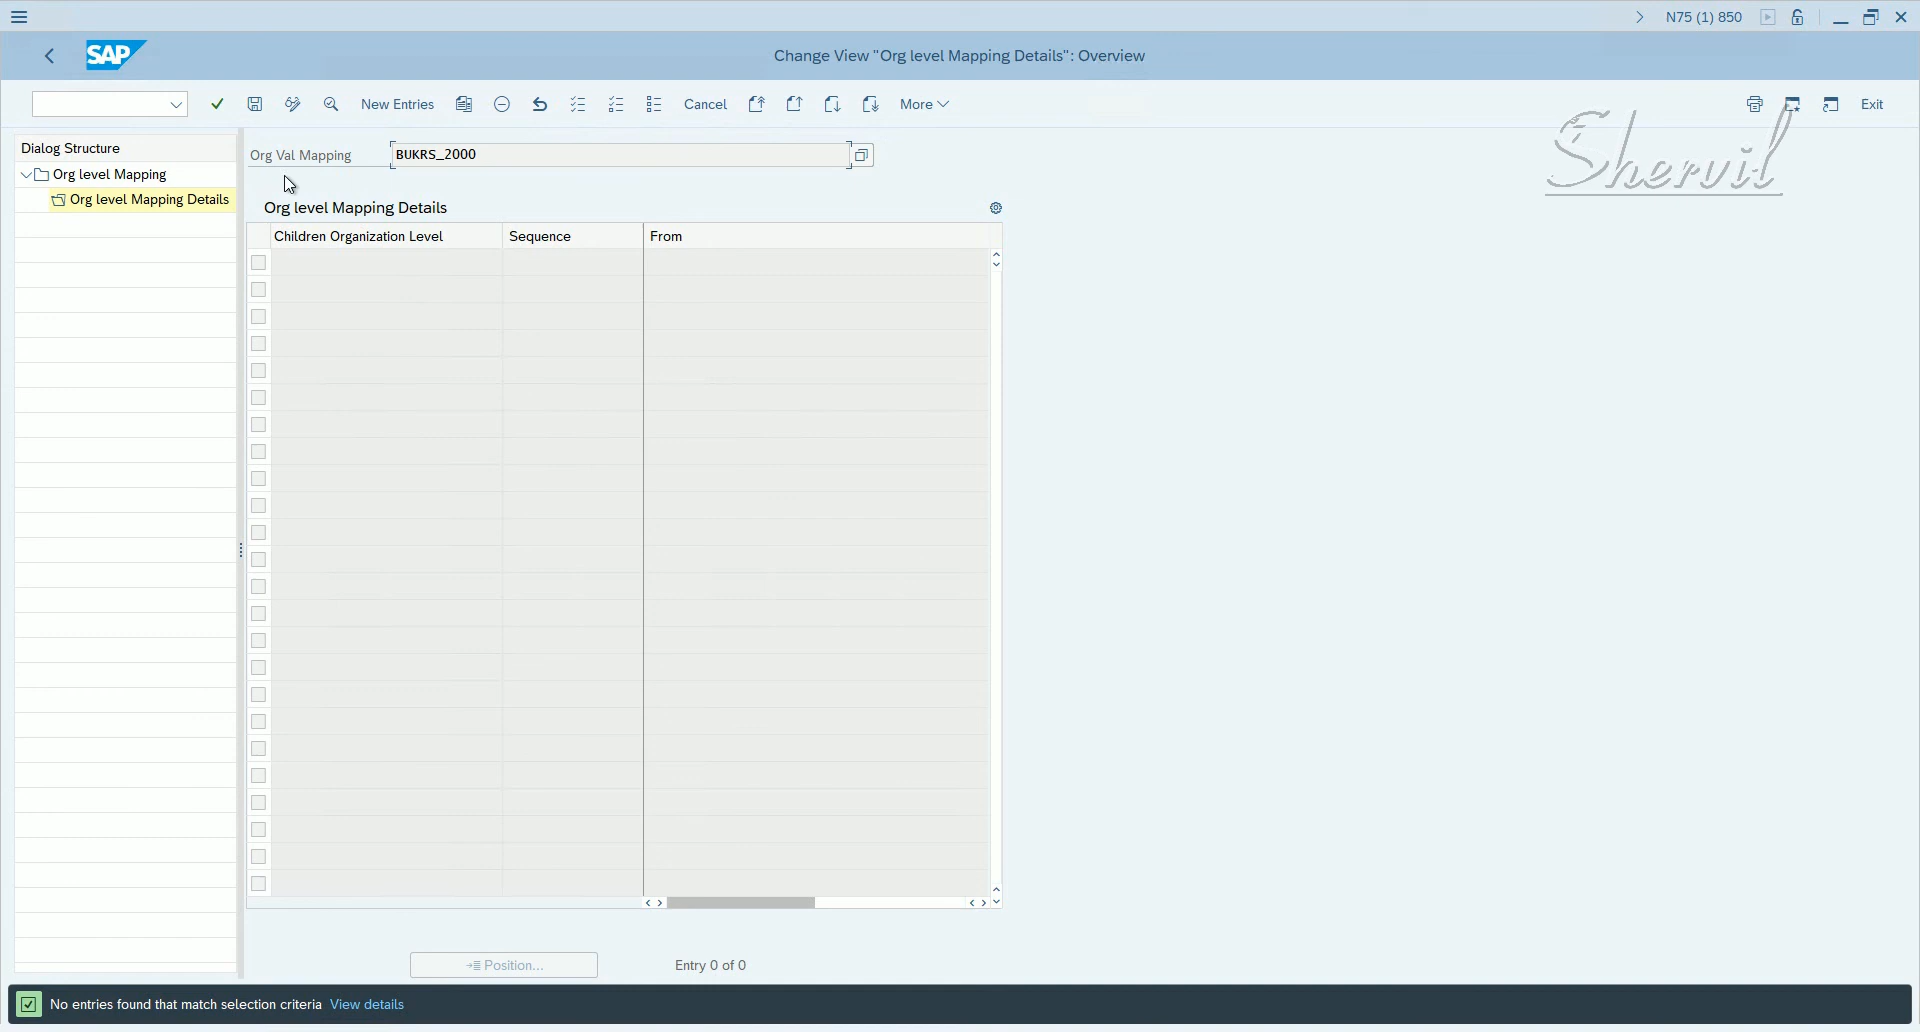 N75 (1) 850
SAP
Change View "Org level Mapping Details": Overview
New Entries
Cancel
More
Exit
Shervil
Dialog Structure
Org level Mapping
Org level Mapping Details
Org Val Mapping
BUKRS_2000
Org level Mapping Details
Children Organization Level
Sequence
From
Position...
Entry 0 of 0
No entries found that match selection criteria View details